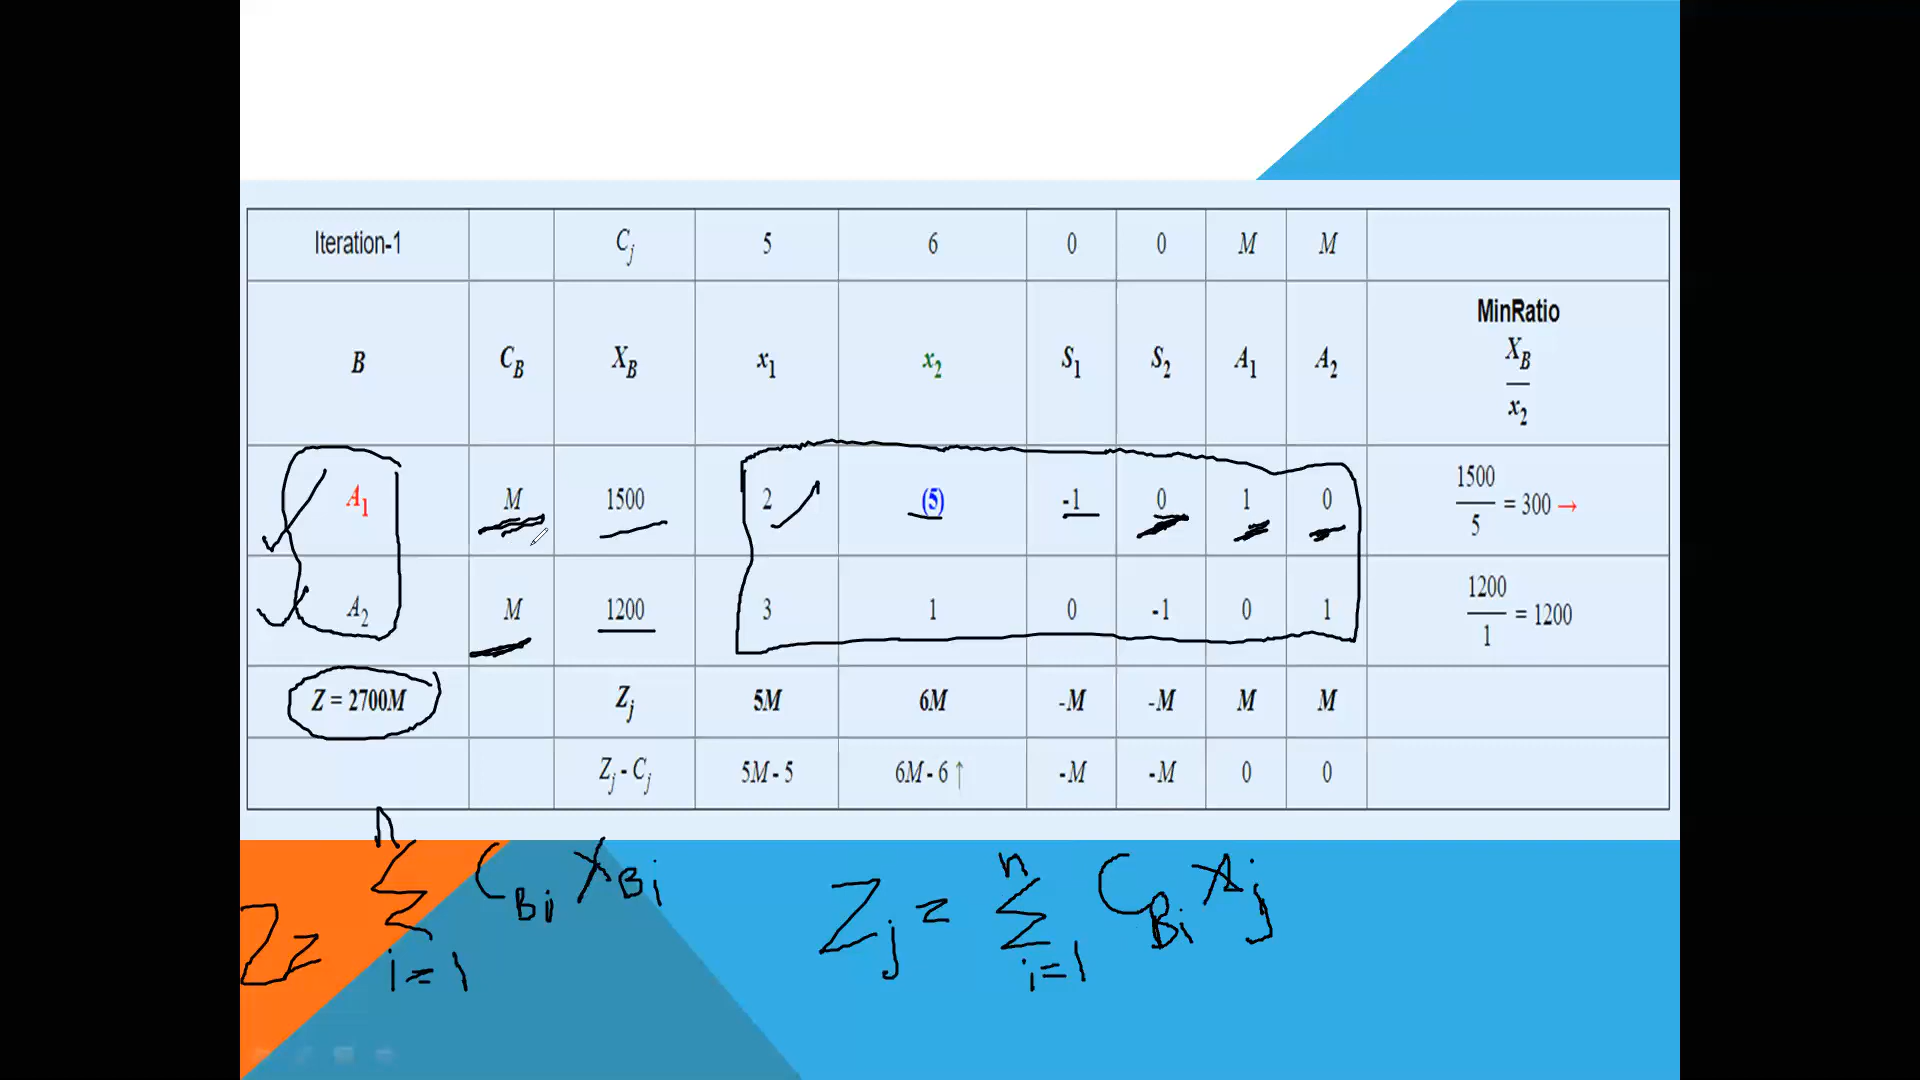 Iteration-1 Cj 5 6 0 0 M M
B CB XB x1 x2 S1 S2 A1 A2 MinRatio XB/x2
A1 M 1500 2 (5) -1 0 1 0 1500/5 = 300 →
A2 M 1200 3 1 0 -1 0 1 1200/1 = 1200
Z = 2700M Zj 5M 6M -M -M M M
Zj - Cj 5M - 5 6M - 6 ↑ -M -M 0 0
Z = n Σ i=1 CBi XBi
Zj = n Σ i=1 CBi xj